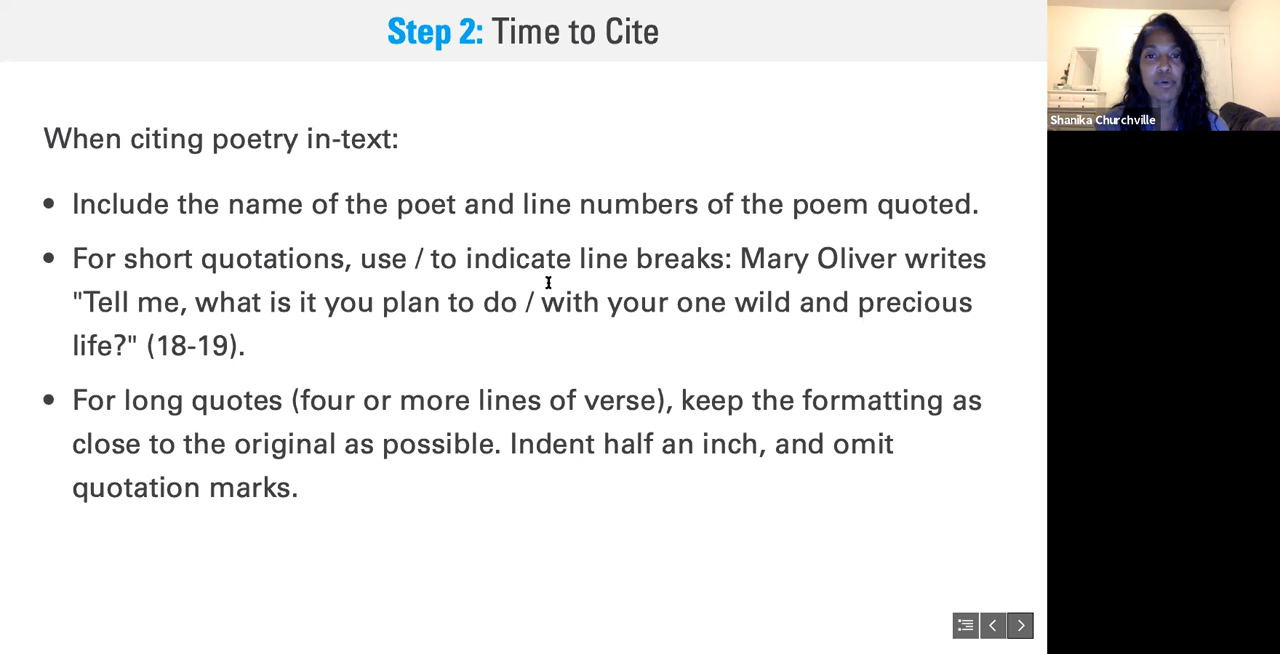 Step 2: Time to Cite
Shanika Churchville
When citing poetry in-text:
• Include the name of the poet and line numbers of the poem quoted.
• For short quotations, use / to indicate line breaks: Mary Oliver writes
"Tell me, what is it you plan to do / with your one wild and precious
life?" (18-19).
• For long quotes (four or more lines of verse), keep the formatting as
close to the original as possible. Indent half an inch, and omit
quotation marks.